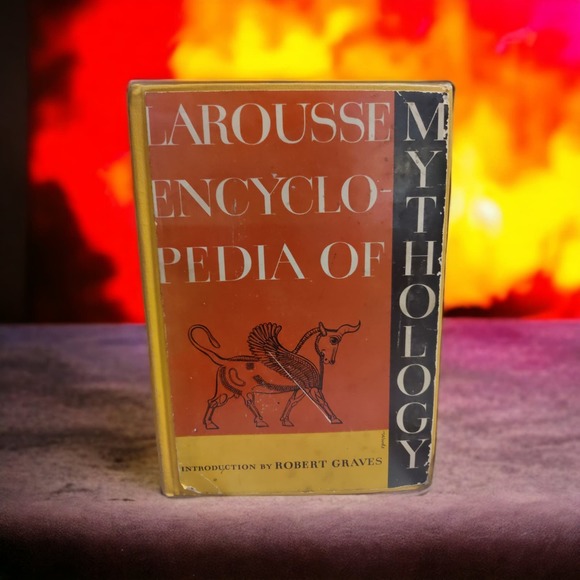 LAROUSSE
ENCYCLO-
PEDIA OF
MYTHOLOGY
INTRODUCTION BY ROBERT GRAVES